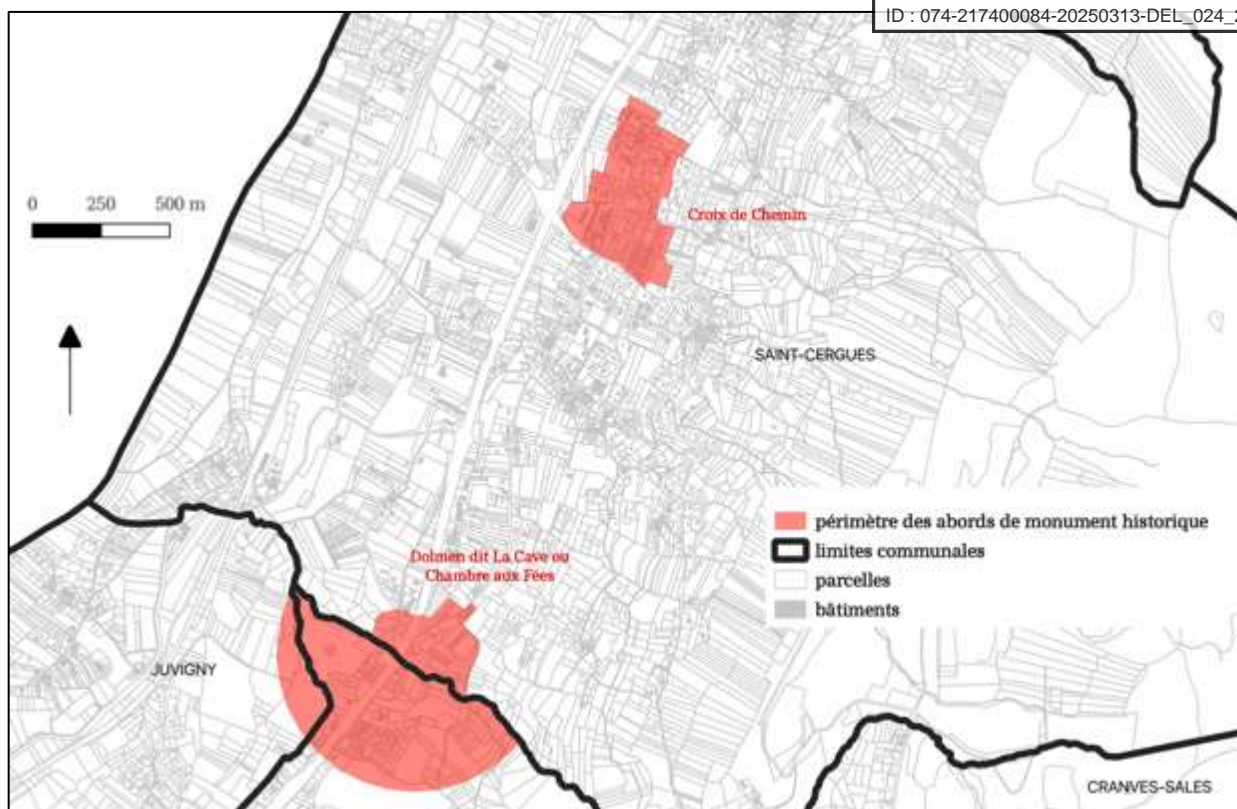 ID : 074-217400084-20250313-DEL_024_2
0 250 500 m
Croix de Chemin
SAINT-CERGUES
périmètre des abords de monument historique
limites communales
parcelles
bâtiments
Dolmen dit La Cave ou
Chambre aux Fées
JUVIGNY
CRANVES-SALES